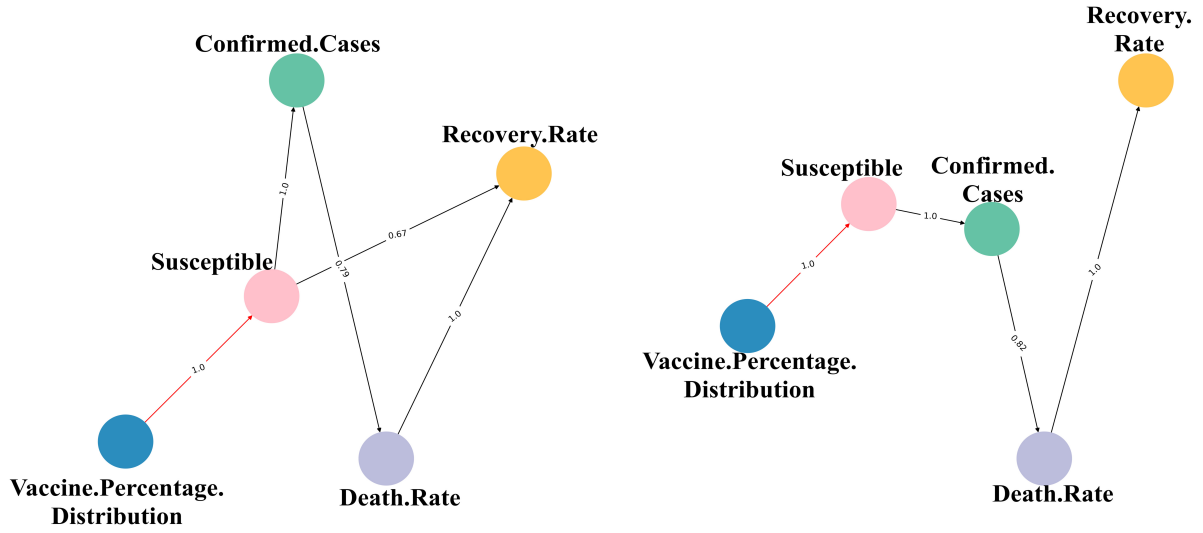 Confirmed.Cases
Recovery.Rate
1.0
0.67
Susceptible
0.79
1.0
1.0
Vaccine.Percentage.
Distribution
Death.Rate
Recovery.
Rate
Susceptible
Confirmed.
Cases
1.0
1.0
1.0
Vaccine.Percentage.
Distribution
0.82
Death.Rate